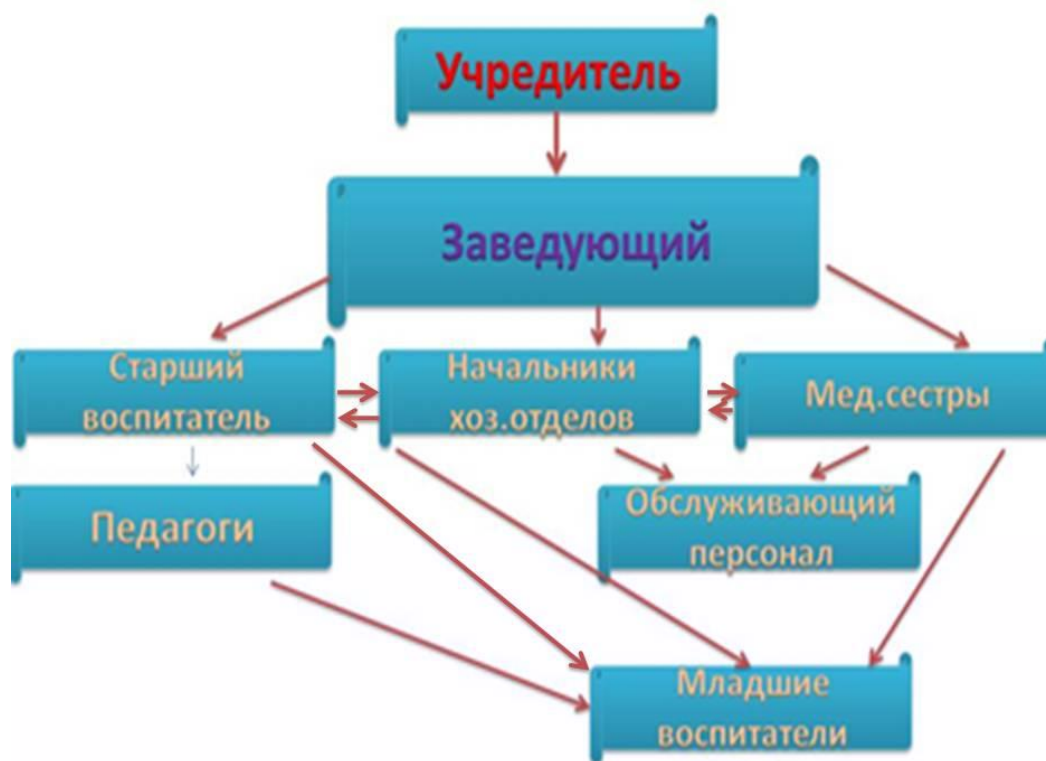 Учредитель
Заведующий
Старший
воспитатель
Начальники
хоз.отделов
Мед.сестры
Педагоги
Обслуживающий
персонал
Младшие
воспитатели